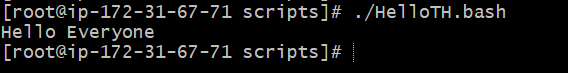 [root@ip-172-31-67-71 scripts]# ./HelloTH.bash
Hello Everyone
[root@ip-172-31-67-71 scripts]#